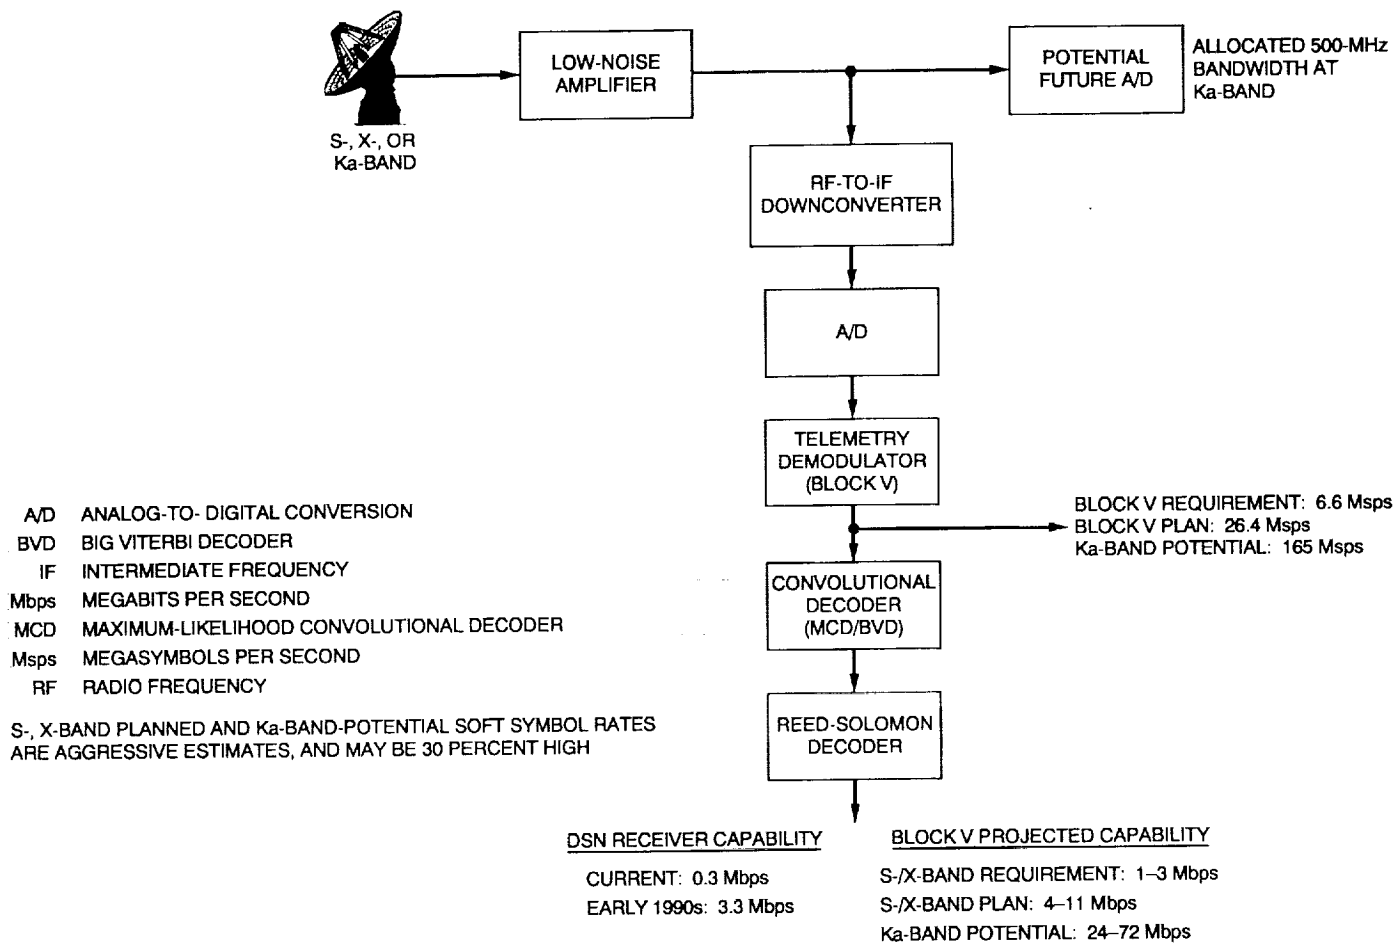 LOW-NOISE
AMPLIFIER
POTENTIAL
FUTURE A/D
ALLOCATED 500-MHz
BANDWIDTH AT
Ka-BAND
S-, X-, OR
Ka-BAND
RF-TO-IF
DOWNCONVERTER
A/D
TELEMETRY
DEMODULATOR
(BLOCK V)
BLOCK V REQUIREMENT: 6.6 Msps
BLOCK V PLAN: 26.4 Msps
Ka-BAND POTENTIAL: 165 Msps
A/D ANALOG-TO- DIGITAL CONVERSION
BVD BIG VITERBI DECODER
IF INTERMEDIATE FREQUENCY
Mbps MEGABITS PER SECOND
MCD MAXIMUM-LIKELIHOOD CONVOLUTIONAL DECODER
Msps MEGASYMBOLS PER SECOND
RF RADIO FREQUENCY
S-, X-BAND PLANNED AND Ka-BAND-POTENTIAL SOFT SYMBOL RATES
ARE AGGRESSIVE ESTIMATES, AND MAY BE 30 PERCENT HIGH
CONVOLUTIONAL
DECODER
(MCD/BVD)
REED-SOLOMON
DECODER
DSN RECEIVER CAPABILITY
CURRENT: 0.3 Mbps
EARLY 1990s: 3.3 Mbps
BLOCK V PROJECTED CAPABILITY
S-/X-BAND REQUIREMENT: 1–3 Mbps
S-/X-BAND PLAN: 4–11 Mbps
Ka-BAND POTENTIAL: 24–72 Mbps